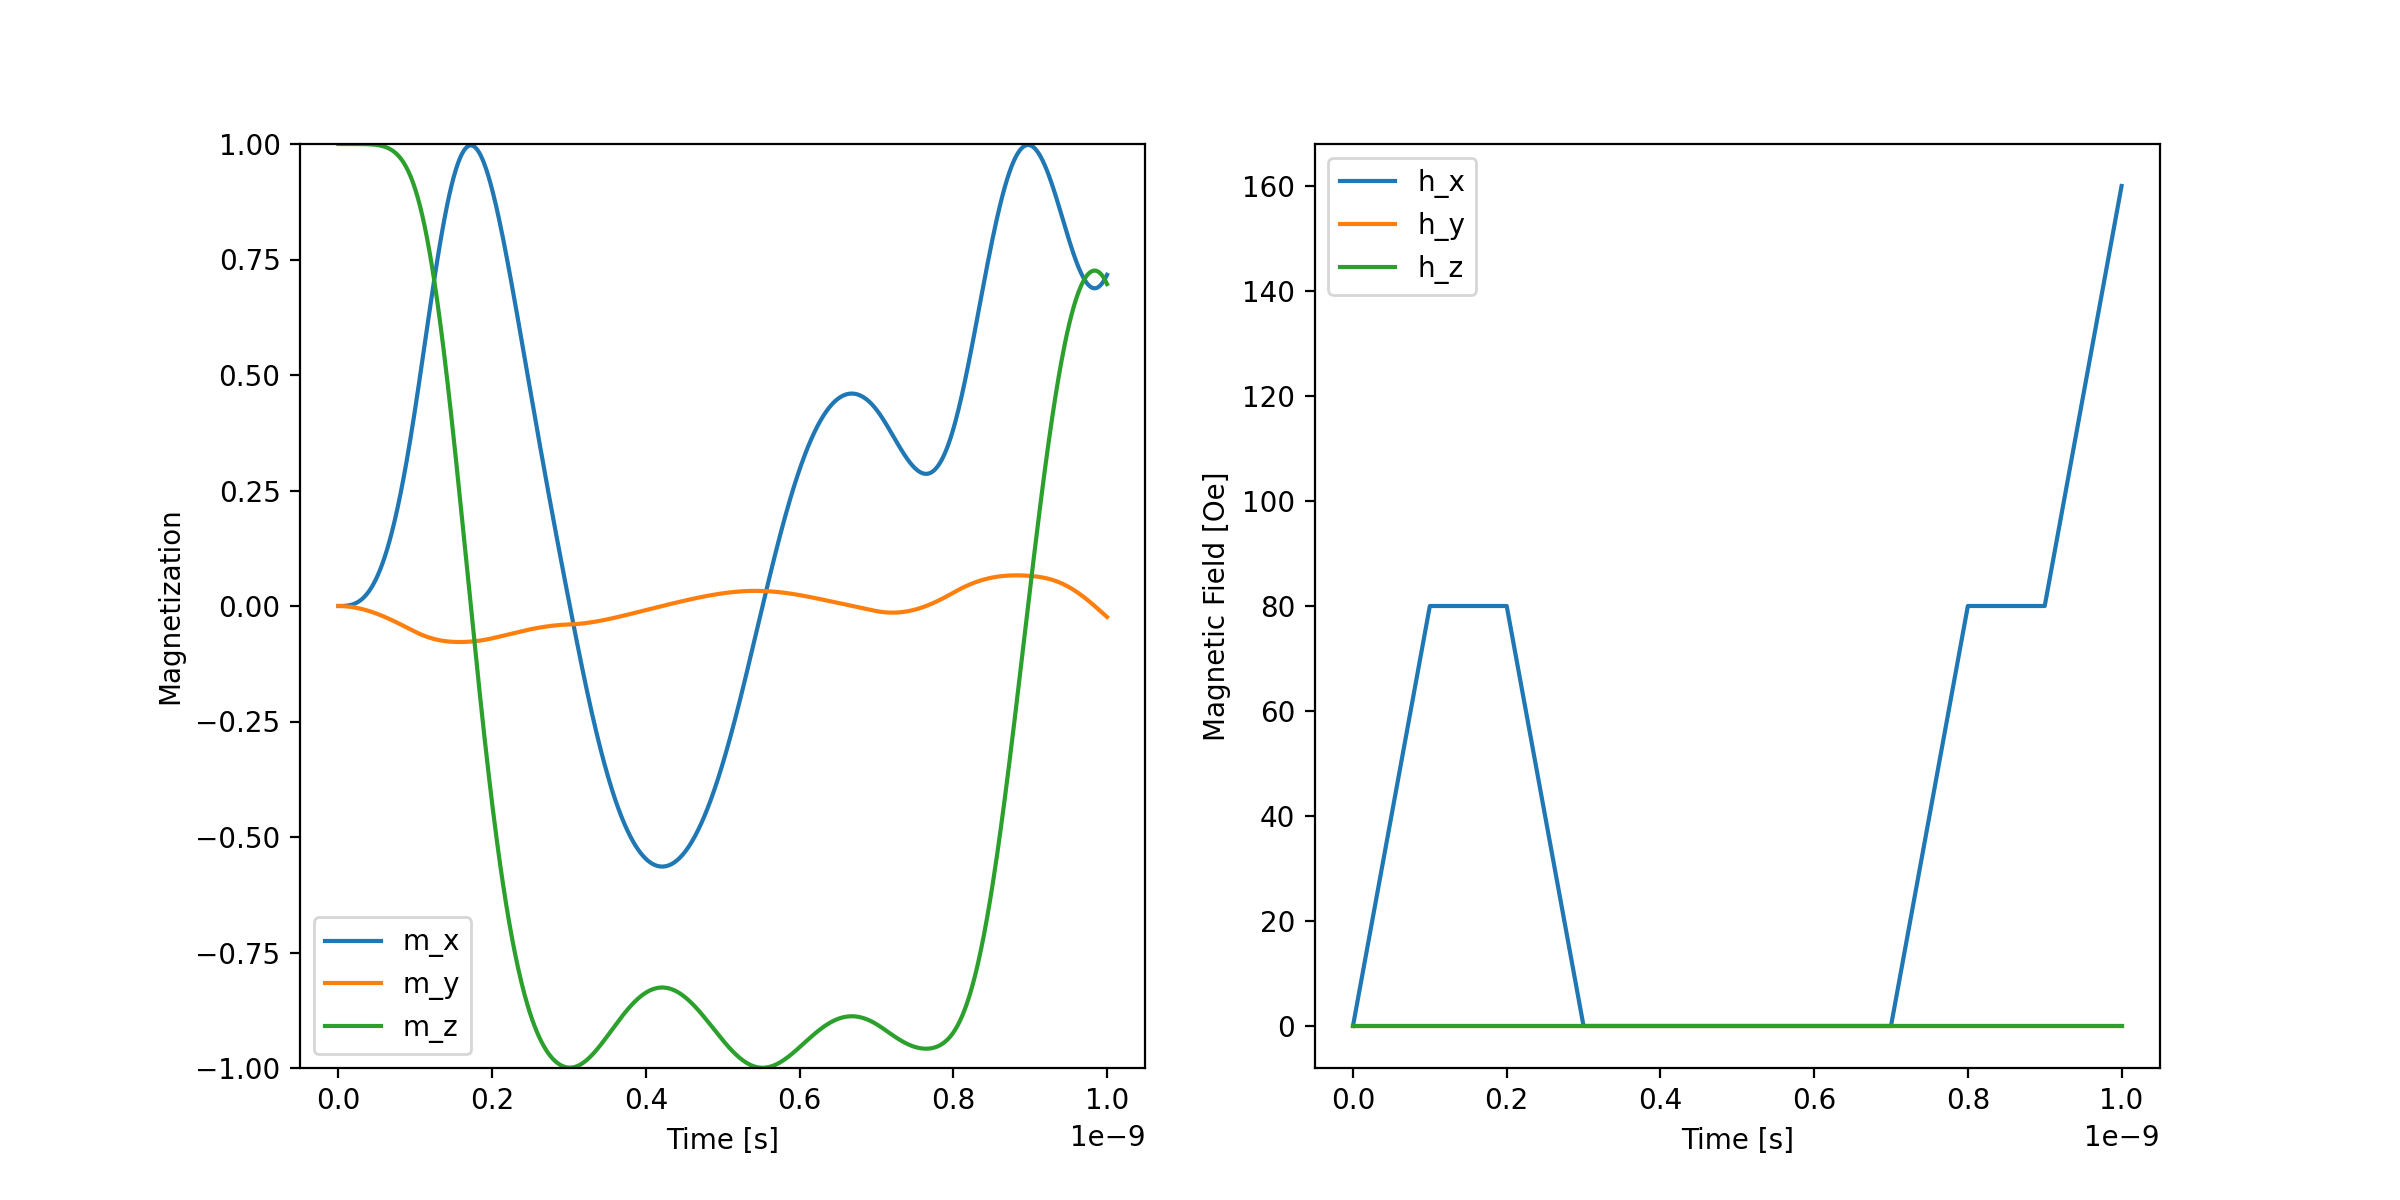 1.00
0.75
0.50
0.25
0.00
−0.25
−0.50
−0.75
−1.00
Magnetization
m_x
m_y
m_z
0.0 0.2 0.4 0.6 0.8 1.0
Time [s]
1e−9
160
140
120
100
80
60
40
20
0
Magnetic Field [Oe]
h_x
h_y
h_z
0.0 0.2 0.4 0.6 0.8 1.0
Time [s]
1e−9